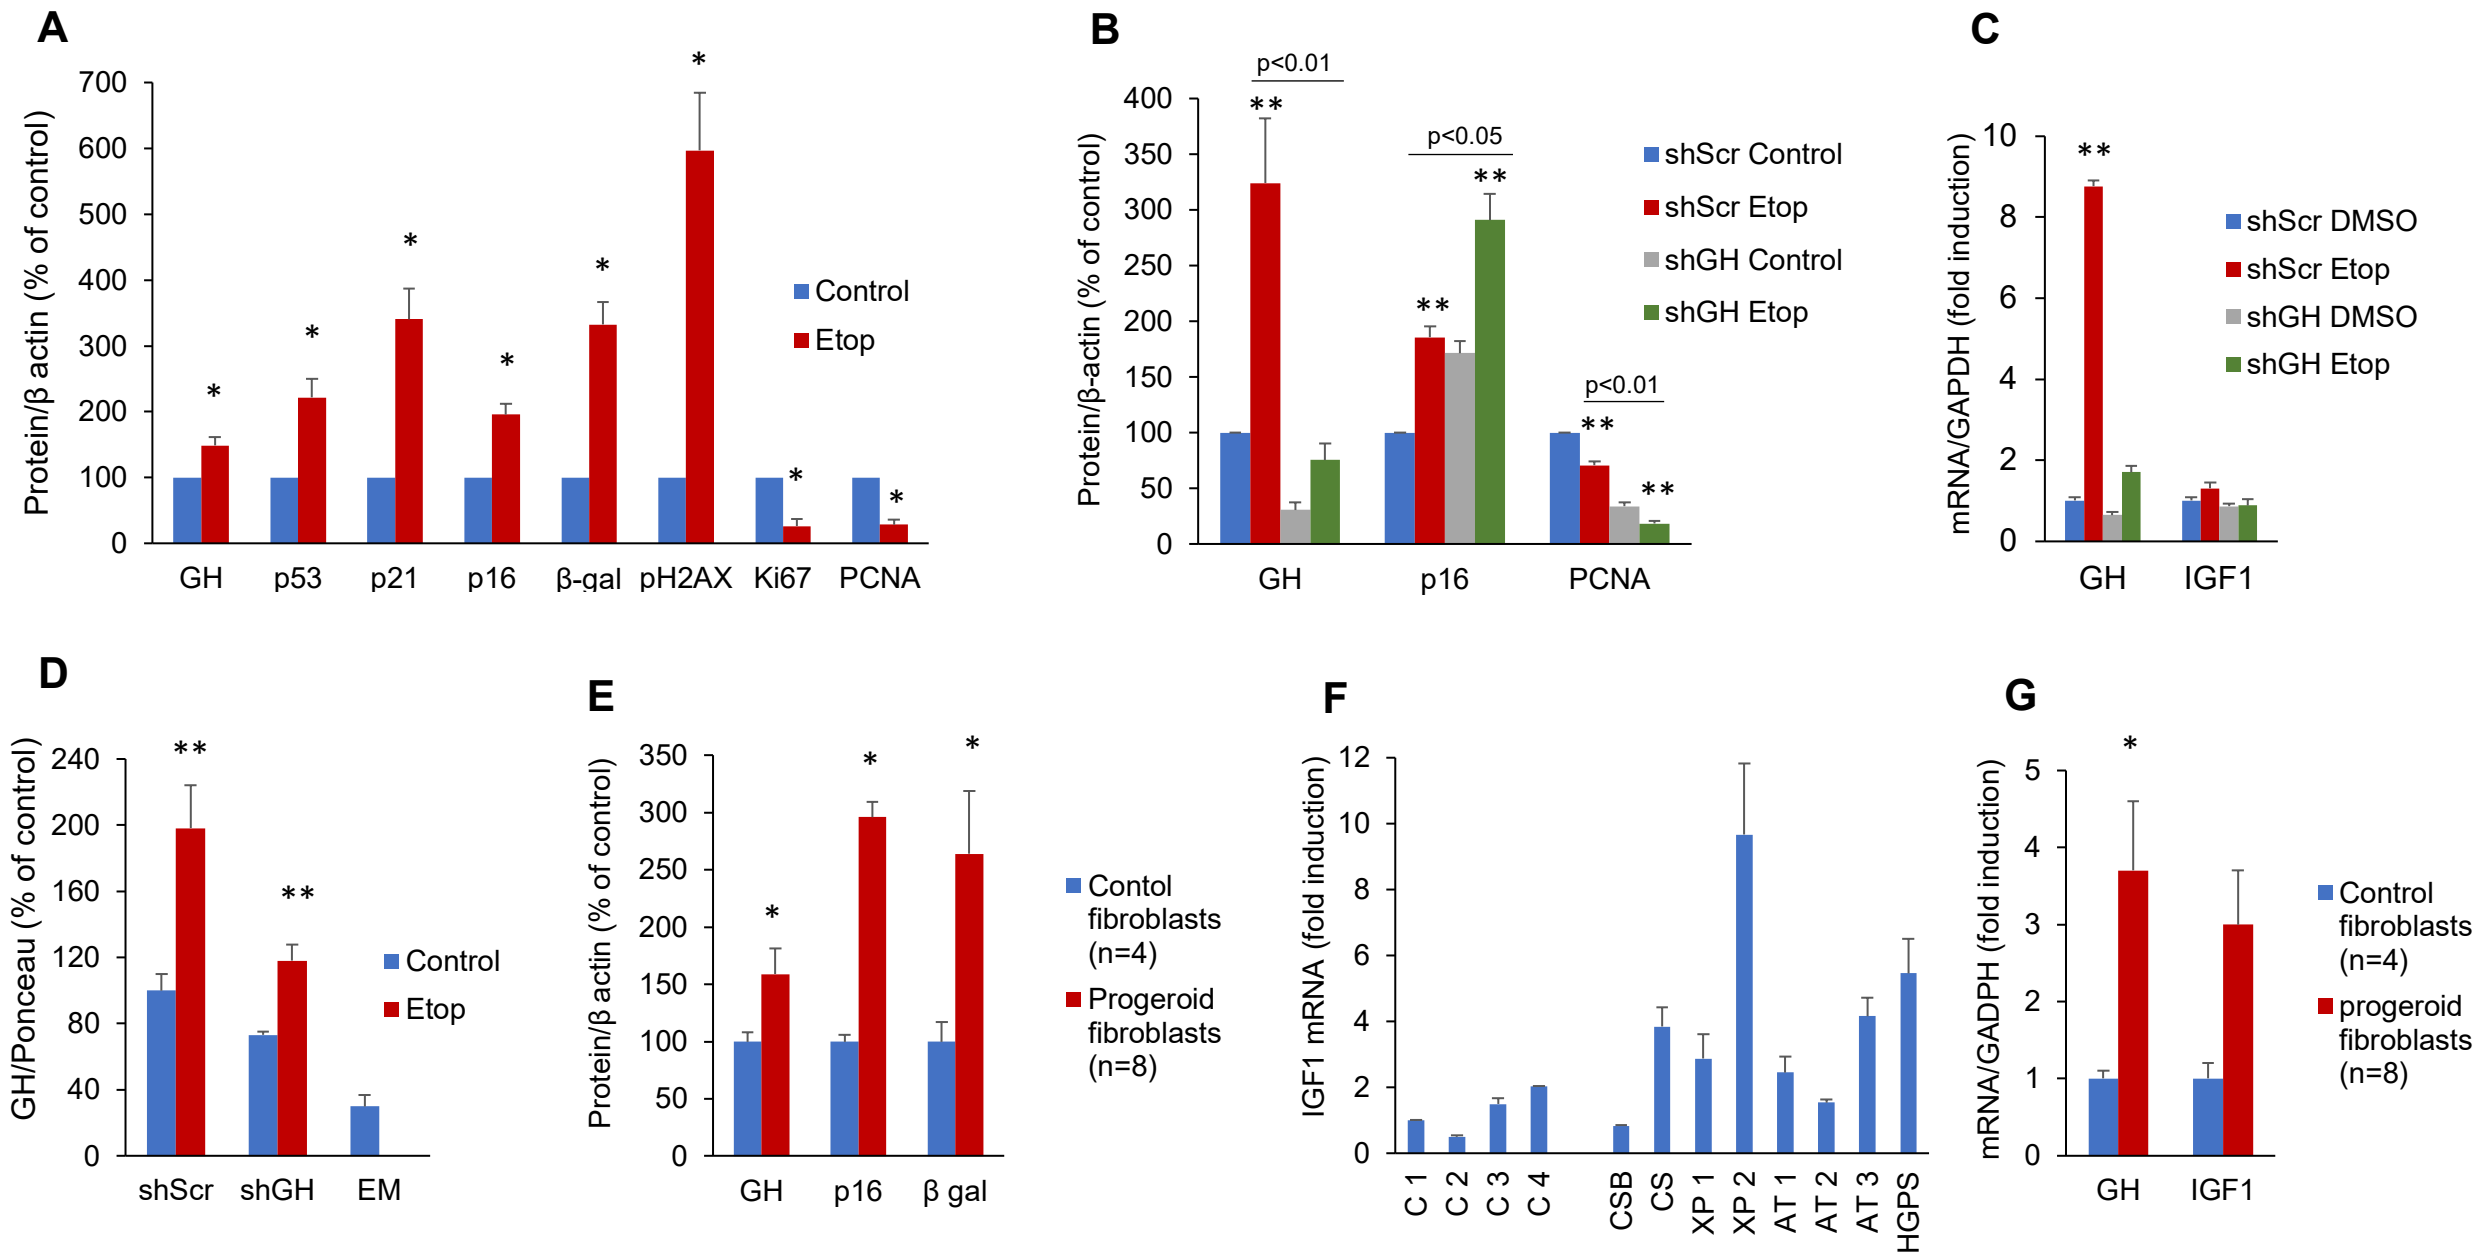 A
Protein/β actin (% of control)
700
600
500
400
300
200
100
0
*
*
*
*
*
*
*
*
GH p53 p21 p16 β-gal pH2AX Ki67 PCNA
Control
Etop
B
Protein/β-actin (% of control)
400
350
300
250
200
150
100
50
0
p<0.01
**
p<0.05
**
**
p<0.01
**
**
GH p16 PCNA
shScr Control
shScr Etop
shGH Control
shGH Etop
C
mRNA/GAPDH (fold induction)
10
8
6
4
2
0
**
GH IGF1
shScr DMSO
shScr Etop
shGH DMSO
shGH Etop
D
GH/Ponceau (% of control)
240
200
160
120
80
40
0
**
**
shScr shGH EM
Control
Etop
E
Protein/β actin (% of control)
350
300
250
200
150
100
50
0
*
*
*
GH p16 β gal
Contol
fibroblasts
(n=4)
Progeroid
fibroblasts
(n=8)
F
IGF1 mRNA (fold induction)
12
10
8
6
4
2
0
C 1
C 2
C 3
C 4
CSB
CS
XP 1
XP 2
AT 1
AT 2
AT 3
HGPS
G
mRNA/GADPH (fold induction)
5
4
3
2
1
0
*
GH IGF1
Control
fibroblasts
(n=4)
progeroid
fibroblasts
(n=8)